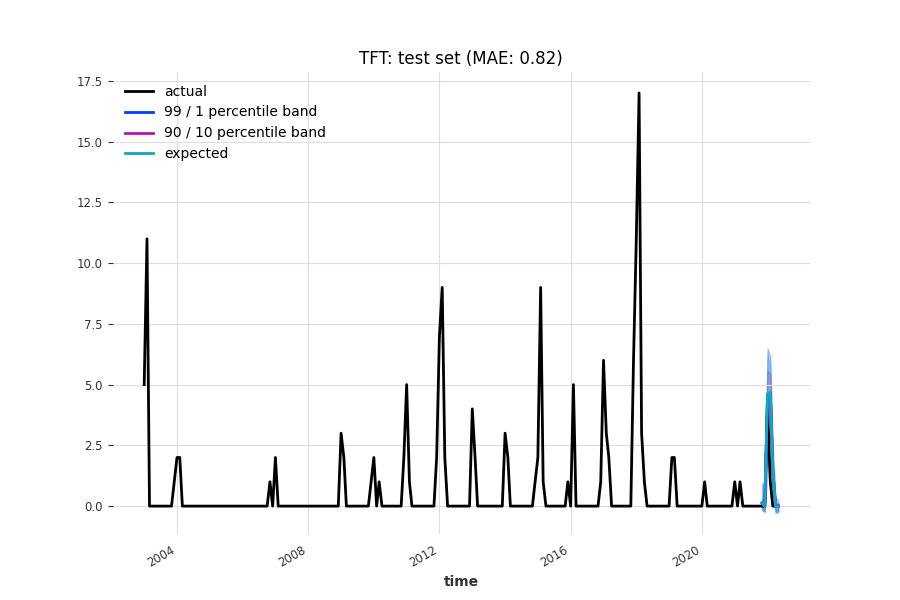 TFT: test set (MAE: 0.82)
17.5
15.0
12.5
10.0
7.5
5.0
2.5
0.0
actual
99 / 1 percentile band
90 / 10 percentile band
expected
2004
2008
2012
2016
2020
time